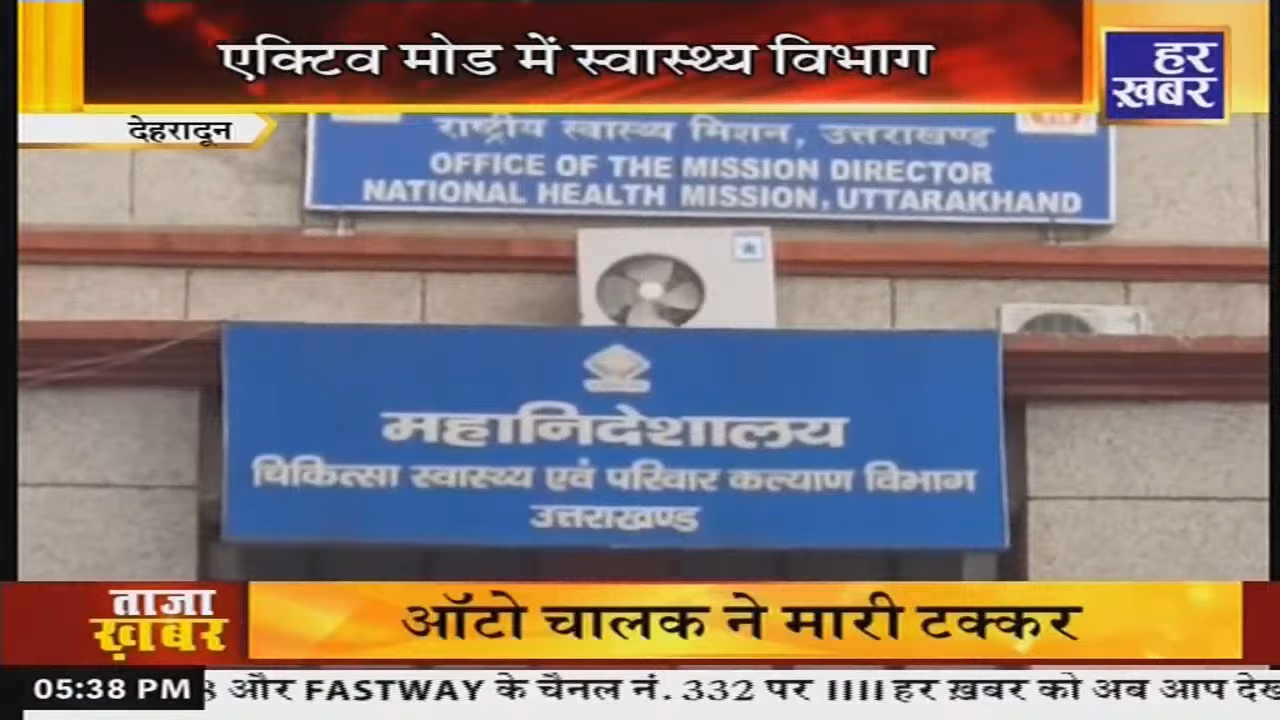 एक्टिव मोड में स्वास्थ्य विभाग
हर
ख़बर
देहरादून
राष्ट्रीय स्वास्थ्य मिशन, उत्तराखण्ड
OFFICE OF THE MISSION DIRECTOR
NATIONAL HEALTH MISSION, UTTARAKHAND
महानिदेशालय
चिकित्सा स्वास्थ्य एवं परिवार कल्याण विभाग
उत्तराखण्ड
ताजा
ख़बर
ऑटो चालक ने मारी टक्कर
05:38 PM
और FASTWAY के चैनल नं. 332 पर IIII हर ख़बर को अब आप